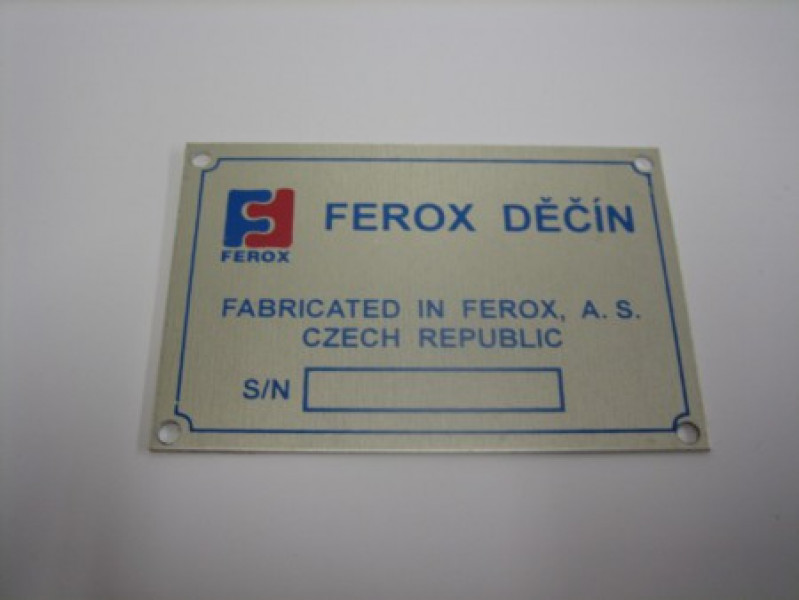 FEROX DĚČÍN
FEROX
FABRICATED IN FEROX, A. S.
CZECH REPUBLIC
S/N